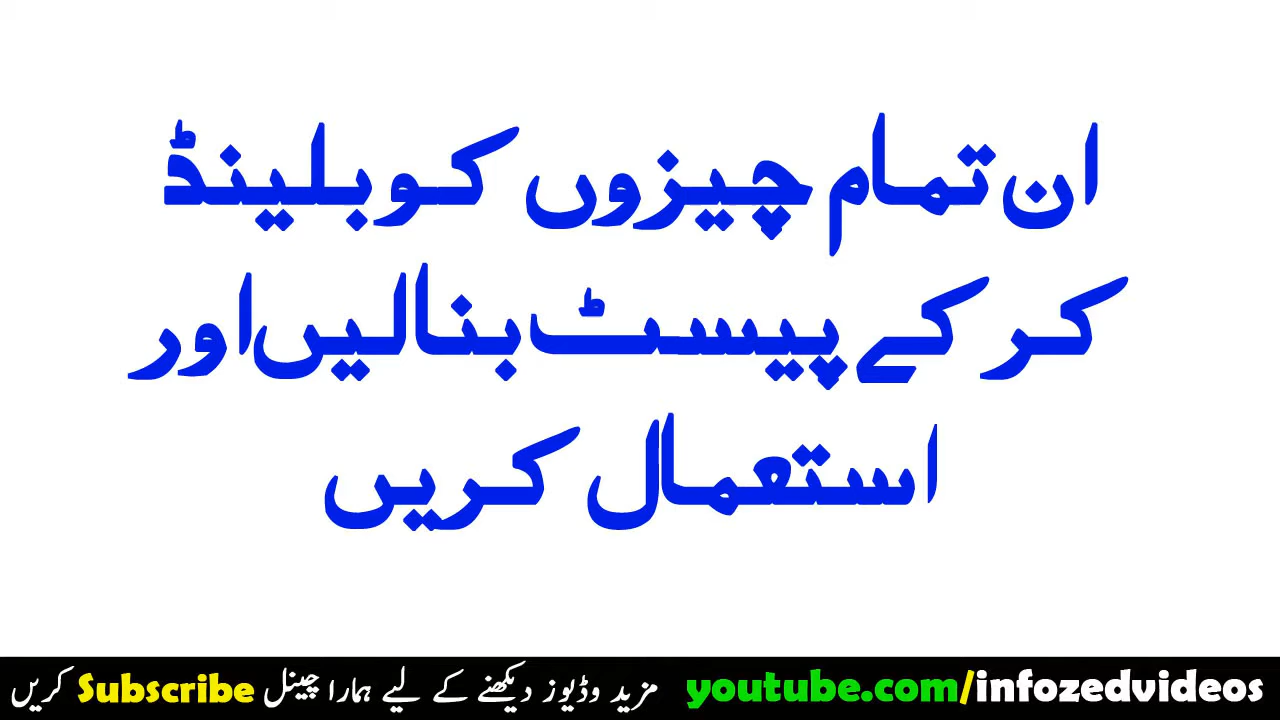 ان تمام چیزوں کو بلینڈ
کر کے پیسٹ بنا لیں اور
استعمال کریں
مزید وڈیوز دیکھنے کے لیے ہمارا چینل Subscribe کریں youtube.com/infozedvideos